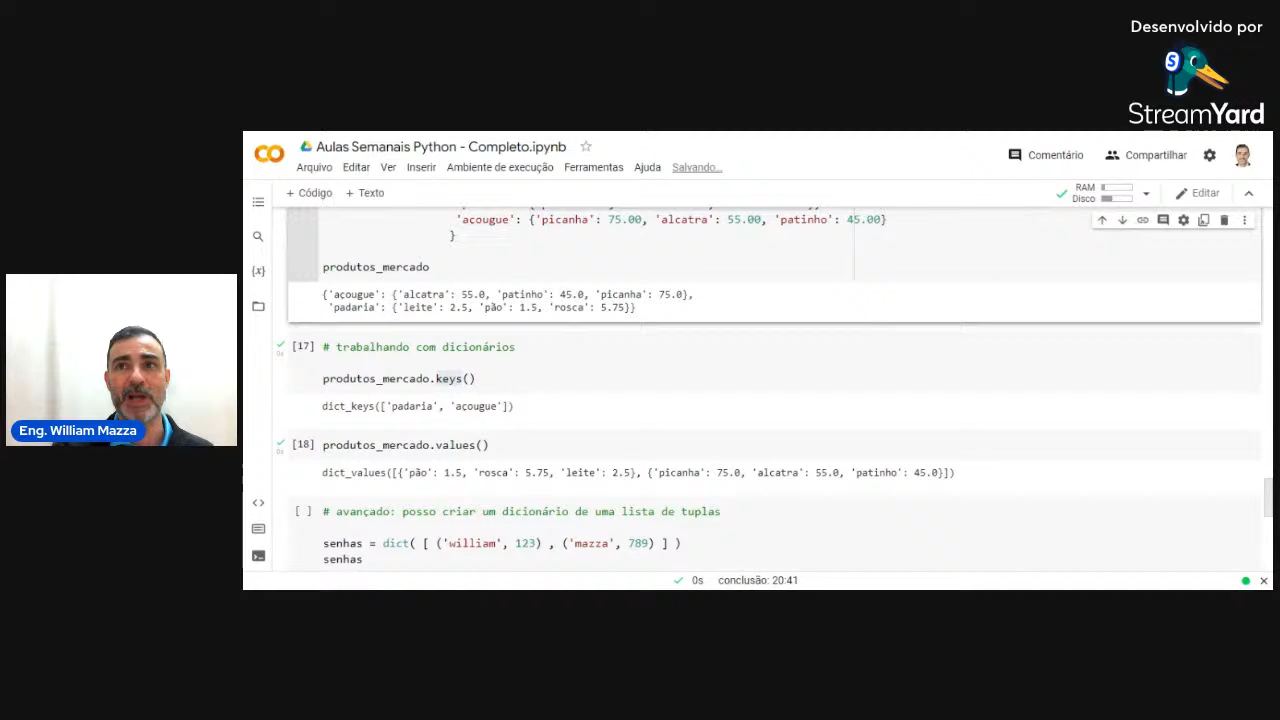 Desenvolvido por
S
StreamYard
Aulas Semanais Python - Completo.ipynb
Comentário
Compartilhar
Arquivo Editar Ver Inserir Ambiente de execução Ferramentas Ajuda Salvando...
+ Código + Texto
RAM
Disco
Editar
'açougue': {'picanha': 75.00, 'alcatra': 55.00, 'patinho': 45.00}
}
produtos_mercado
{'açougue': {'alcatra': 55.0, 'patinho': 45.0, 'picanha': 75.0},
'padaria': {'leite': 2.5, 'pão': 1.5, 'rosca': 5.75}}
{x}
0s
[17] # trabalhando com dicionários
produtos_mercado.keys()
dict_keys(['padaria', 'açougue'])
Eng. William Mazza
0s
[18] produtos_mercado.values()
dict_values([{'pão': 1.5, 'rosca': 5.75, 'leite': 2.5}, {'picanha': 75.0, 'alcatra': 55.0, 'patinho': 45.0}])
[ ] # avançado: posso criar um dicionário de uma lista de tuplas
senhas = dict( [ ('william', 123) , ('mazza', 789) ] )
senhas
0s conclusão: 20:41